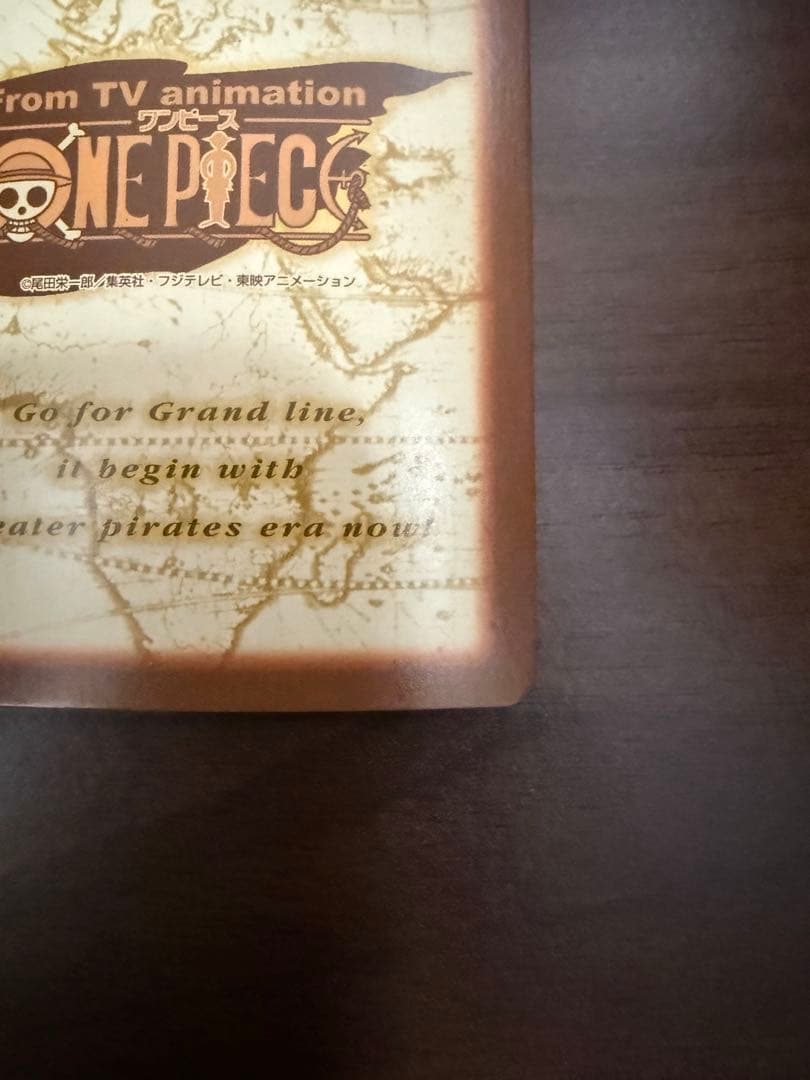 From TV animation
ワンピース
ONE PIECE
©尾田栄一郎／集英社・フジテレビ・東映アニメーション
Go for Grand line,
it begin with
eater pirates era now!